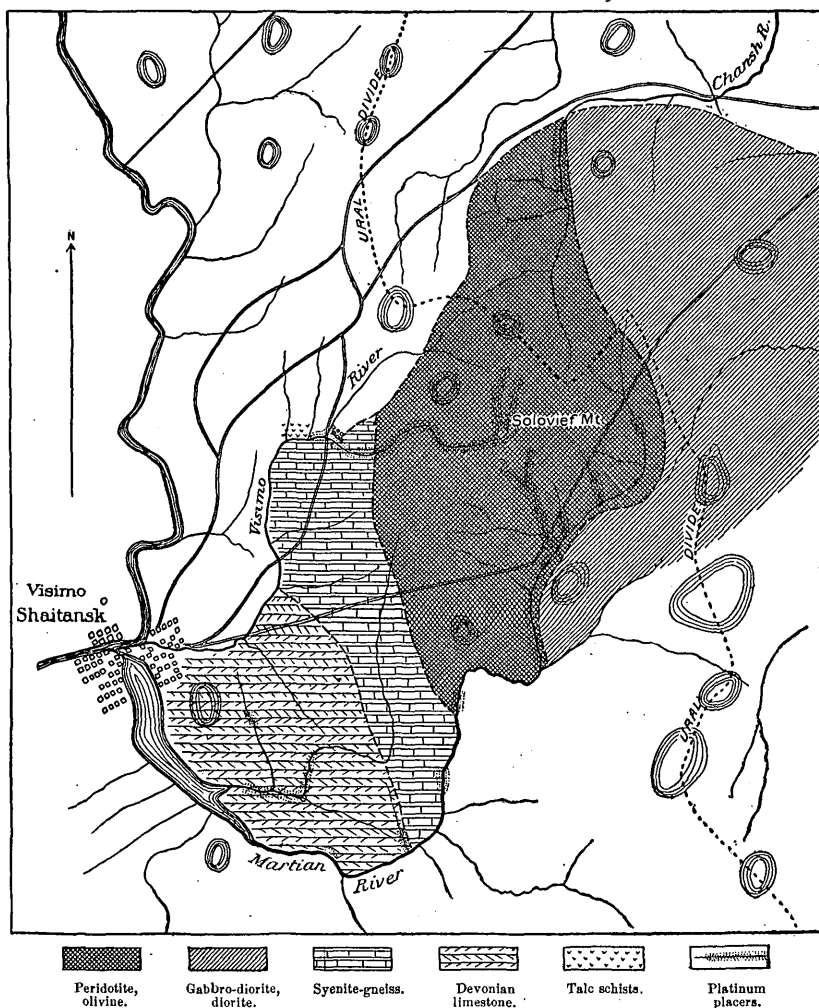 Chansh R.
DIVIDE
URAL
N
River
Solovief Mt.
Visimo
DIVIDE
Visimo
Shaitansk
URAL
Martian River
Peridotite, olivine.
Gabbro-diorite, diorite.
Syenite-gneiss.
Devonian limestone.
Talc schists.
Platinum placers.